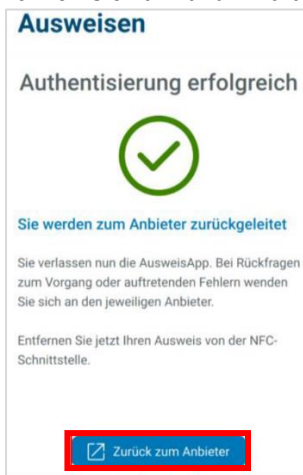 Ausweisen
Authentisierung erfolgreich
Sie werden zum Anbieter zurückgeleitet
Sie verlassen nun die AusweisApp. Bei Rückfragen
zum Vorgang oder auftretenden Fehlern wenden
Sie sich an den jeweiligen Anbieter.
Entfernen Sie jetzt Ihren Ausweis von der NFC-
Schnittstelle.
Zurück zum Anbieter